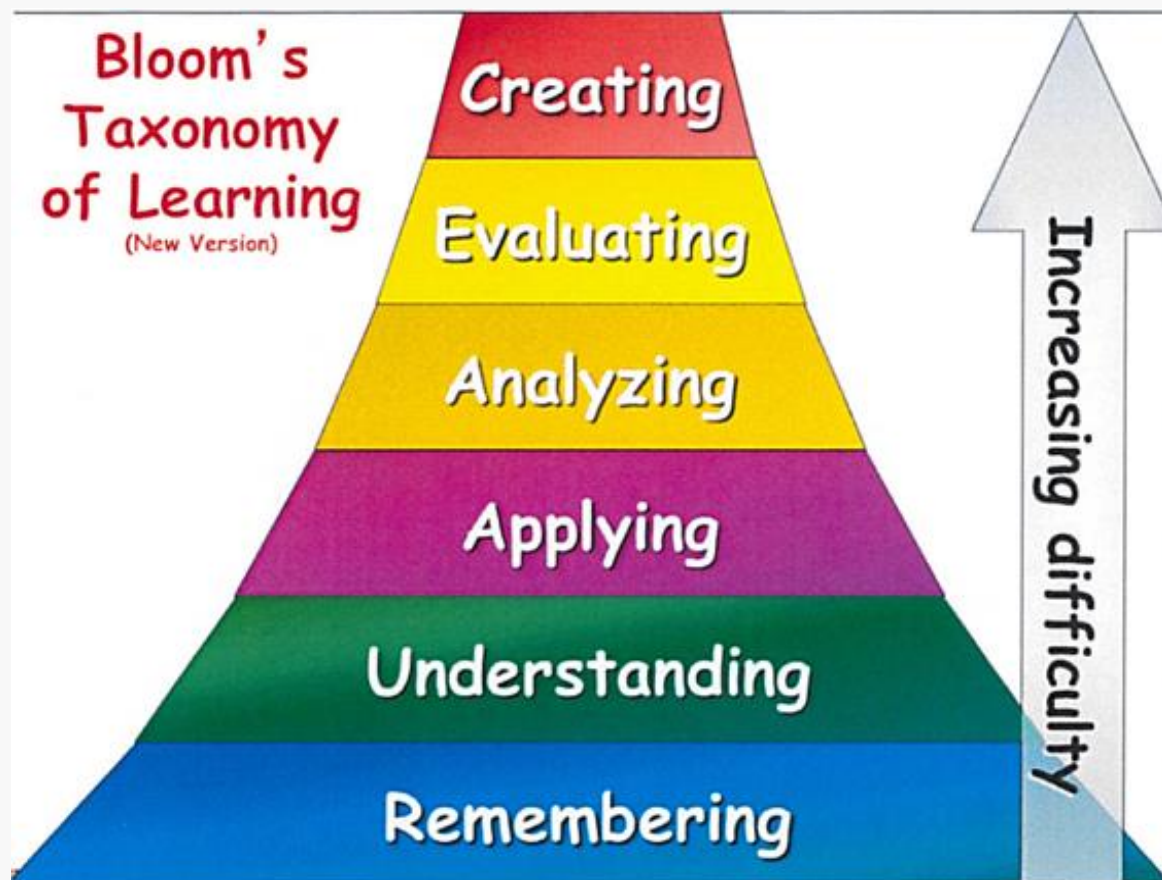 Bloom's
Taxonomy
of Learning
(New Version)
Creating
Evaluating
Analyzing
Applying
Understanding
Remembering
Increasing difficulty